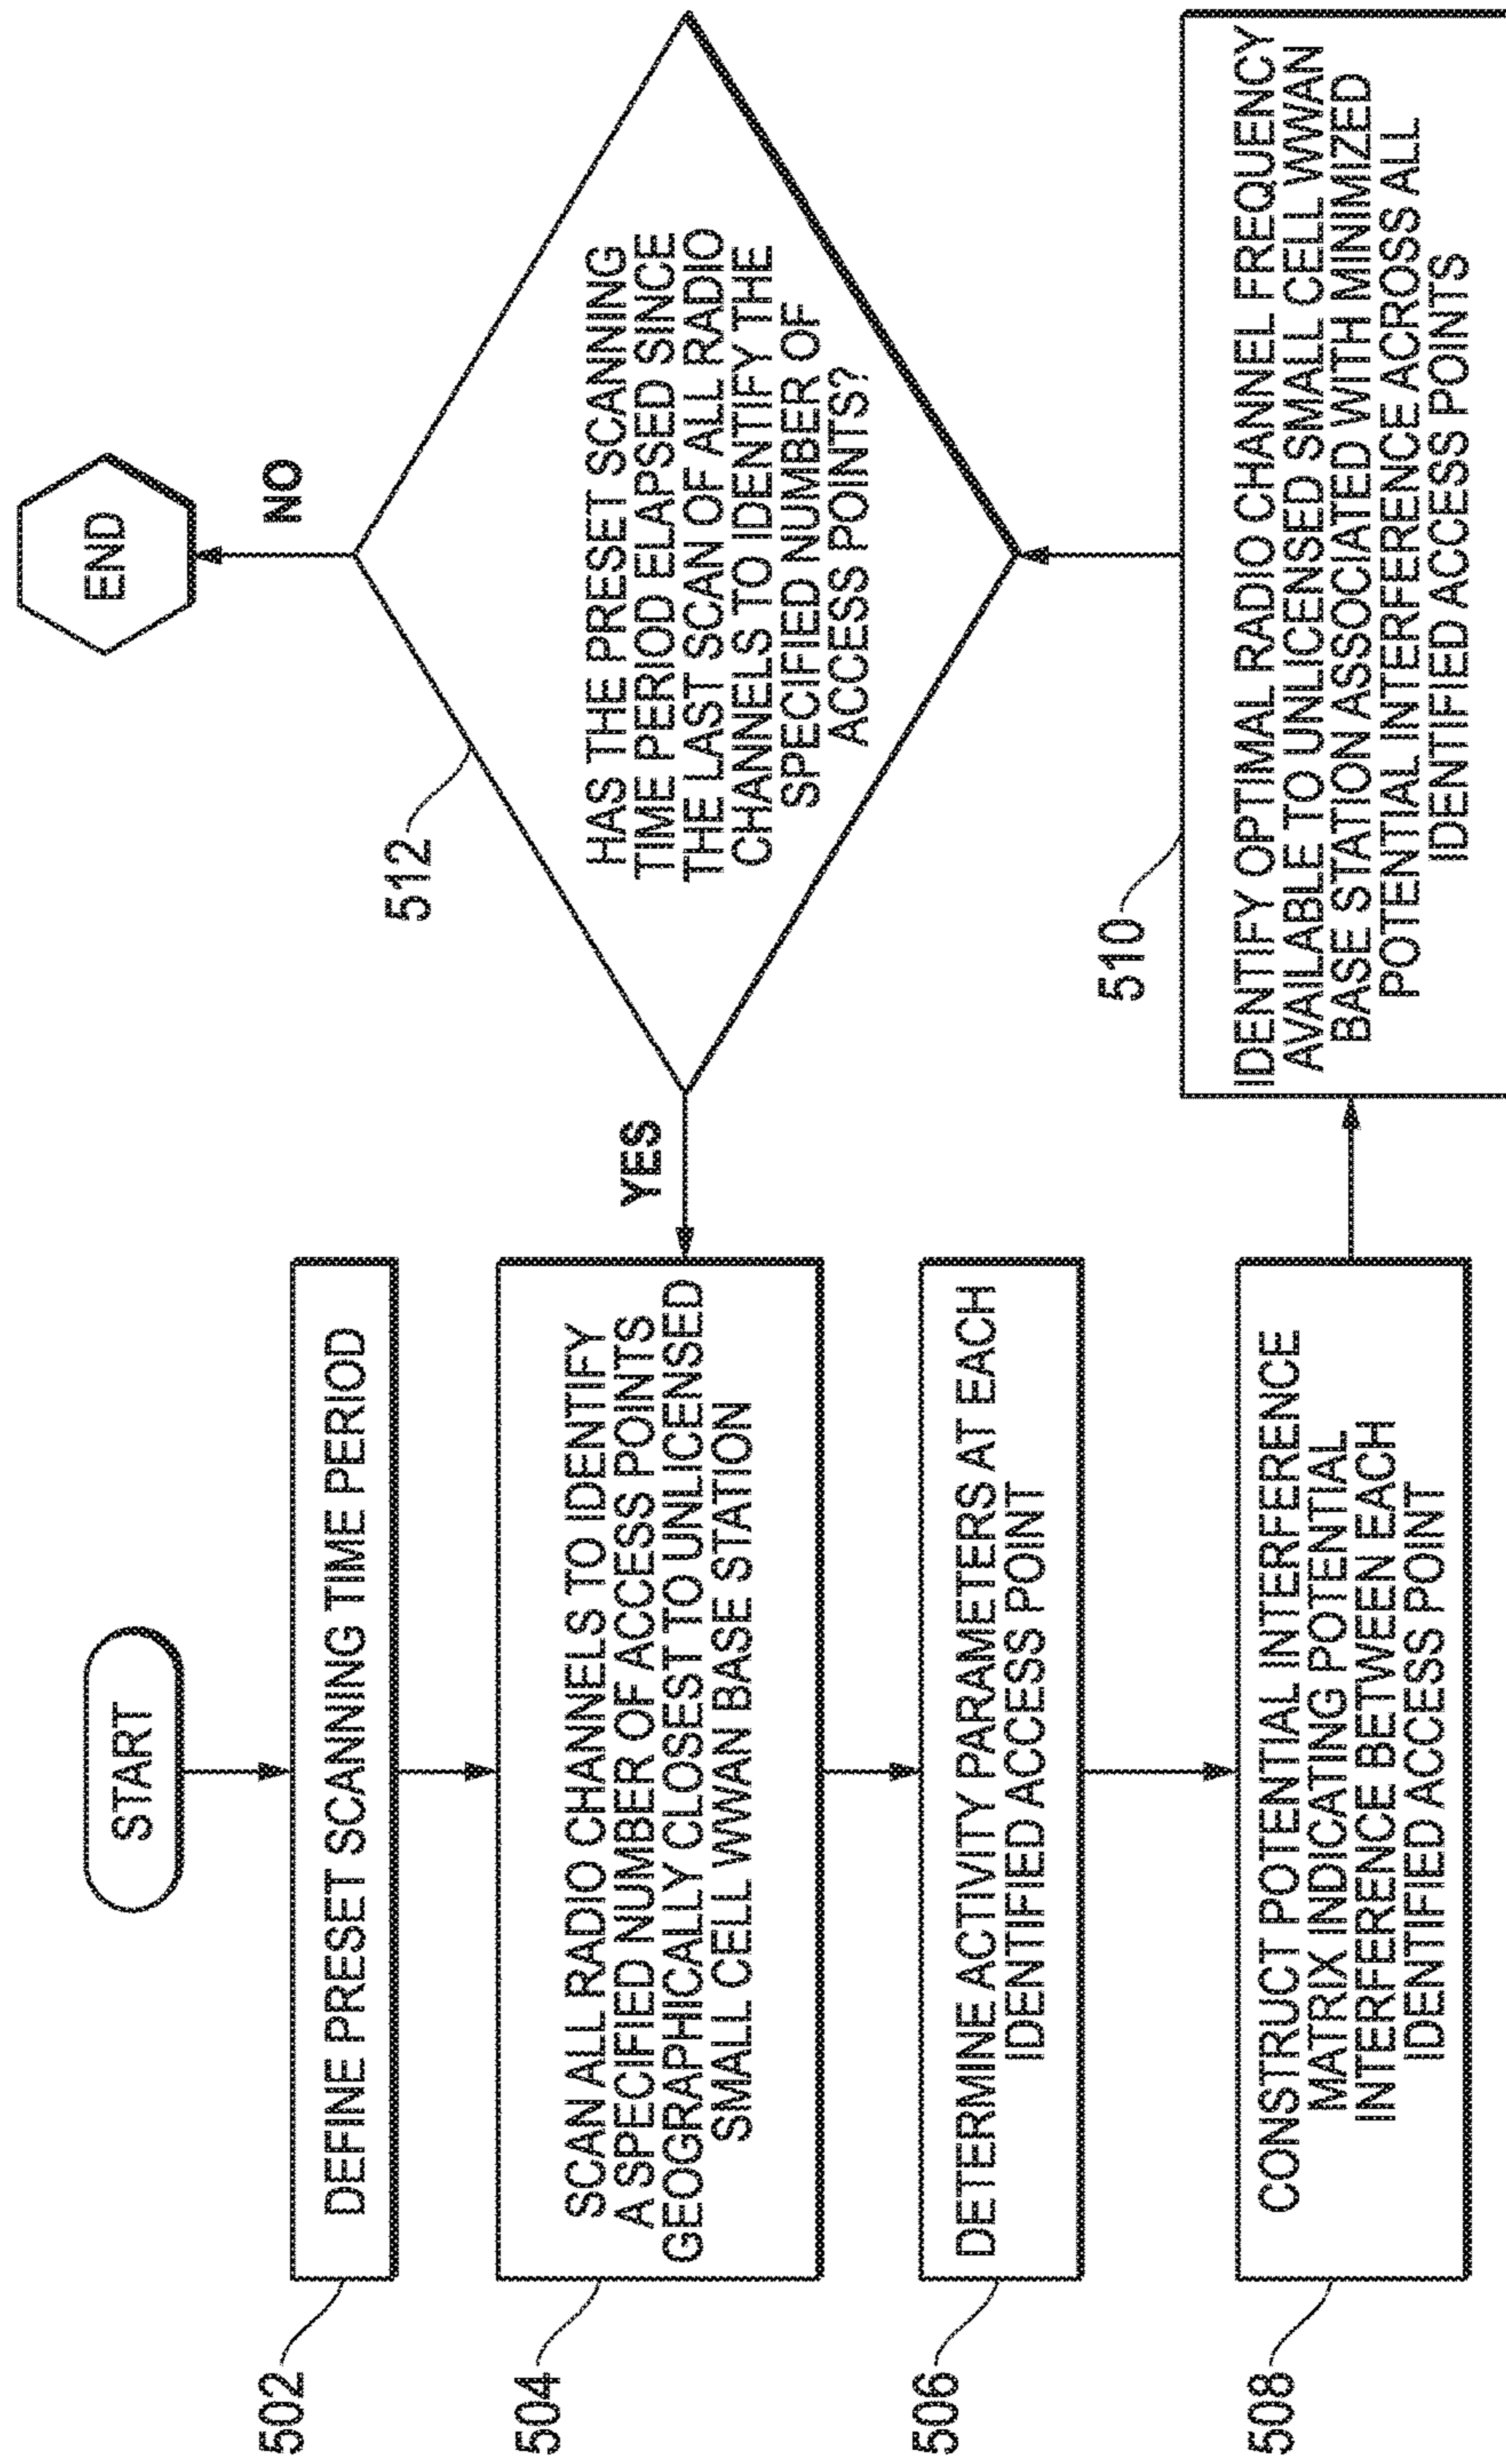 START
502
DEFINE PRESET SCANNING TIME PERIOD
504
SCAN ALL RADIO CHANNELS TO IDENTIFY
A SPECIFIED NUMBER OF ACCESS POINTS
GEOGRAPHICALLY CLOSEST TO UNLICENSED
SMALL CELL WWAN BASE STATION
506
DETERMINE ACTIVITY PARAMETERS AT EACH
IDENTIFIED ACCESS POINT
508
CONSTRUCT POTENTIAL INTERFERENCE
MATRIX INDICATING POTENTIAL
INTERFERENCE BETWEEN EACH
IDENTIFIED ACCESS POINT
510
IDENTIFY OPTIMAL RADIO CHANNEL FREQUENCY
AVAILABLE TO UNLICENSED SMALL CELL WWAN
BASE STATION ASSOCIATED WITH MINIMIZED
POTENTIAL INTERFERENCE ACROSS ALL
IDENTIFIED ACCESS POINTS
512
HAS THE PRESET SCANNING
TIME PERIOD ELAPSED SINCE
THE LAST SCAN OF ALL RADIO
CHANNELS TO IDENTIFY THE
SPECIFIED NUMBER OF
ACCESS POINTS?
YES
NO
END